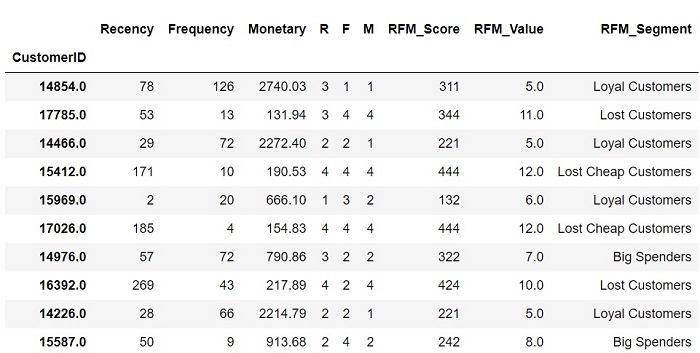 Recency Frequency Monetary R F M RFM_Score RFM_Value RFM_Segment
CustomerID
14854.0 78 126 2740.03 3 1 1 311 5.0 Loyal Customers
17785.0 53 13 131.94 3 4 4 344 11.0 Lost Customers
14466.0 29 72 2272.40 2 2 1 221 5.0 Loyal Customers
15412.0 171 10 190.53 4 4 4 444 12.0 Lost Cheap Customers
15969.0 2 20 666.10 1 3 2 132 6.0 Loyal Customers
17026.0 185 4 154.83 4 4 4 444 12.0 Lost Cheap Customers
14976.0 57 72 790.86 3 2 2 322 7.0 Big Spenders
16392.0 269 43 217.89 4 2 4 424 10.0 Lost Customers
14226.0 28 66 2214.79 2 2 1 221 5.0 Loyal Customers
15587.0 50 9 913.68 2 4 2 242 8.0 Big Spenders